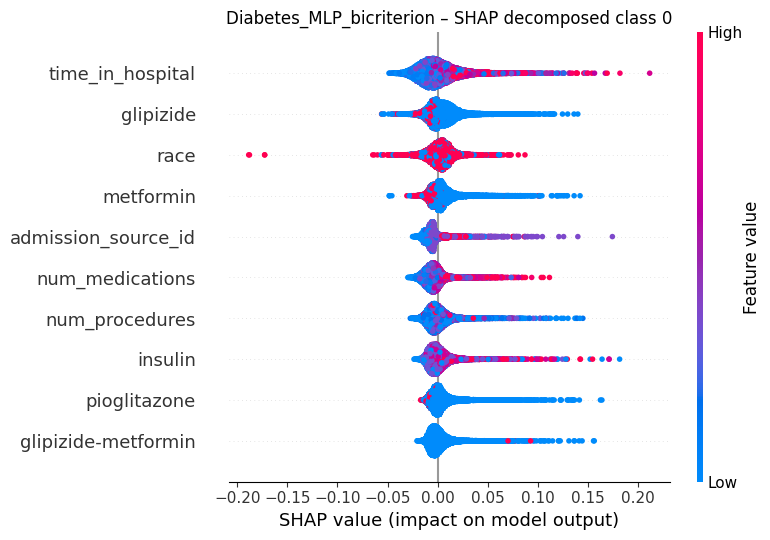 Diabetes_MLP_bicriterion – SHAP decomposed class 0
High
time_in_hospital
glipizide
race
metformin
admission_source_id
num_medications
num_procedures
insulin
pioglitazone
glipizide-metformin
Feature value
Low
−0.20 −0.15 −0.10 −0.05 0.00 0.05 0.10 0.15 0.20
SHAP value (impact on model output)